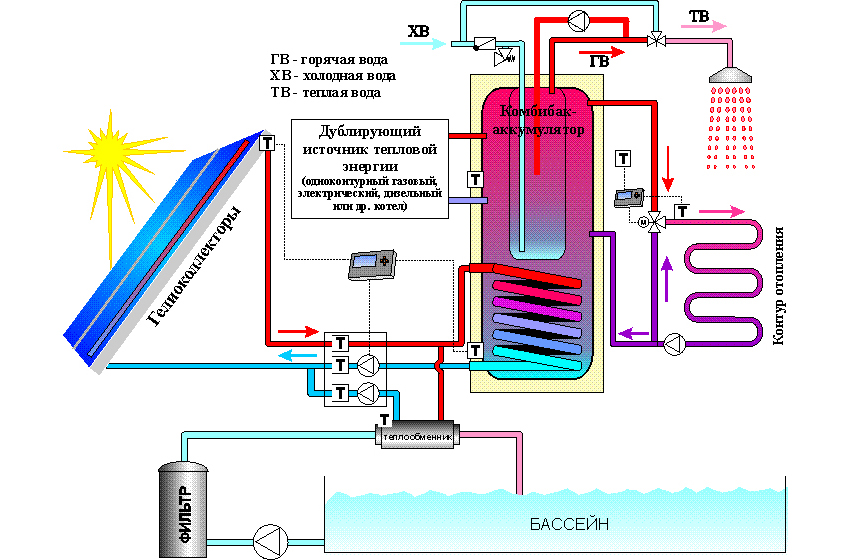 ХВ
ТВ
ГВ
ГВ - горячая вода
ХВ - холодная вода
ТВ - теплая вода
Комбибак-
аккумулятор
Дублирующий
источник тепловой
энергии
(одноконтурный газовый,
электрический, дизельный
или др. котел)
T
T
T
T
M
Гелиоколлекторы
Контур отопления
T
T
T
T
T
теплообменник
ФИЛЬТР
БАССЕЙН